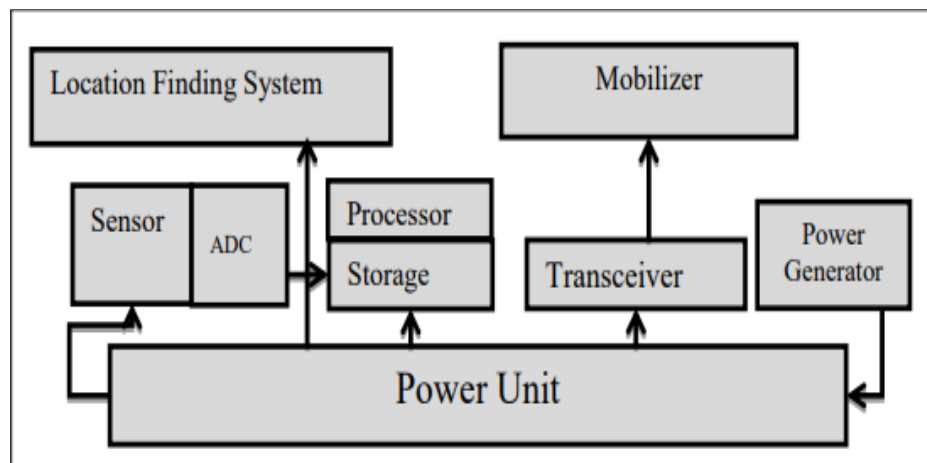 Location Finding System
Mobilizer
Sensor
ADC
Processor
Storage
Transceiver
Power
Generator
Power Unit